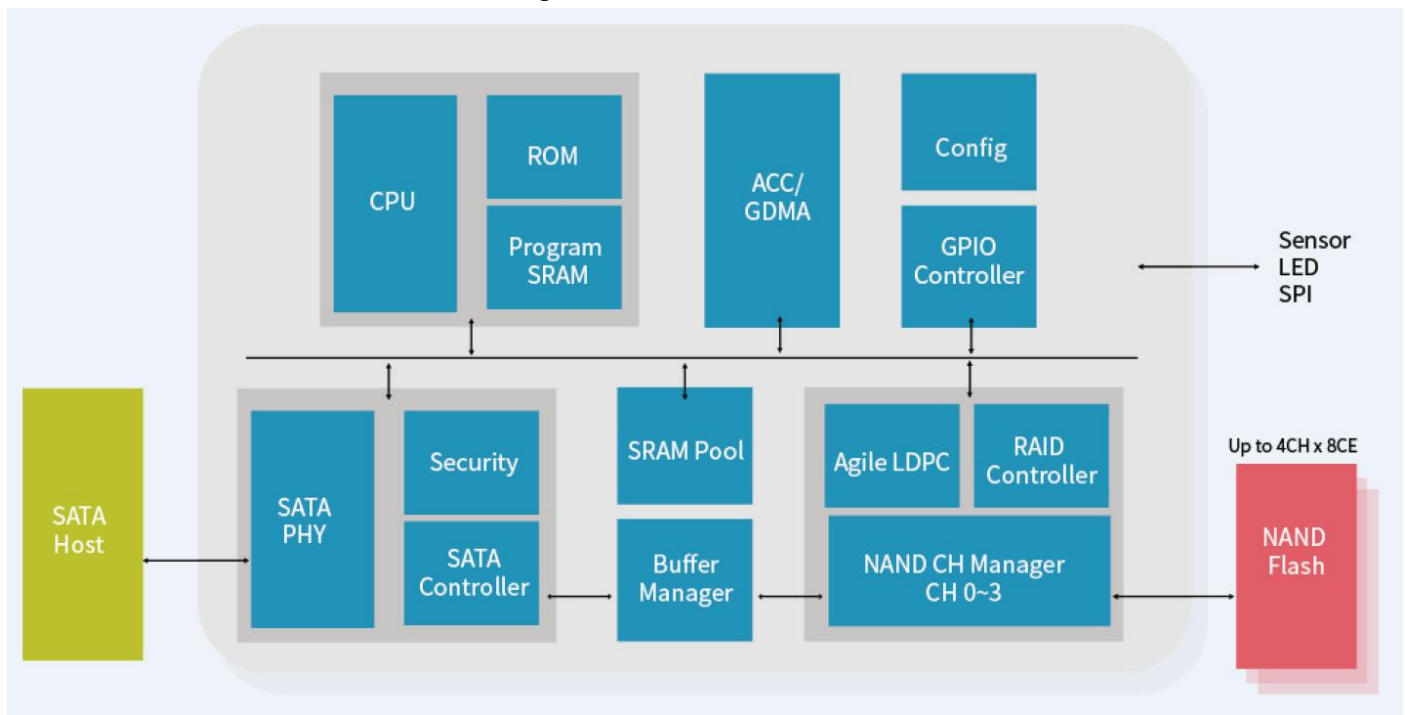 CPU
ROM
Program
SRAM
ACC/
GDMA
Config
GPIO
Controller
Sensor
LED
SPI
SATA
Host
SATA
PHY
Security
SATA
Controller
SRAM Pool
Buffer
Manager
Agile LDPC
RAID
Controller
NAND CH Manager
CH 0~3
Up to 4CH x 8CE
NAND
Flash